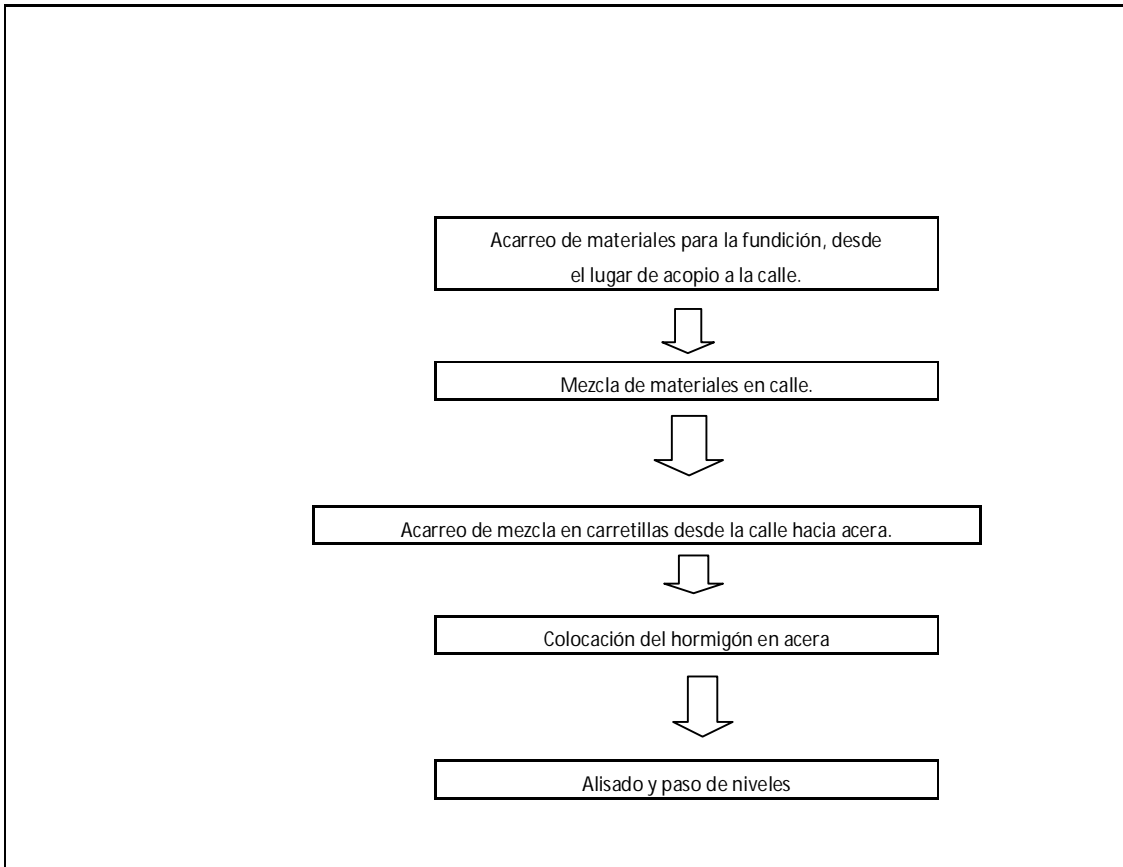 Acarreo de materiales para la fundición, desde
el lugar de acopio a la calle.
Mezcla de materiales en calle.
Acarreo de mezcla en carretillas desde la calle hacia acera.
Colocación del hormigón en acera
Alisado y paso de niveles